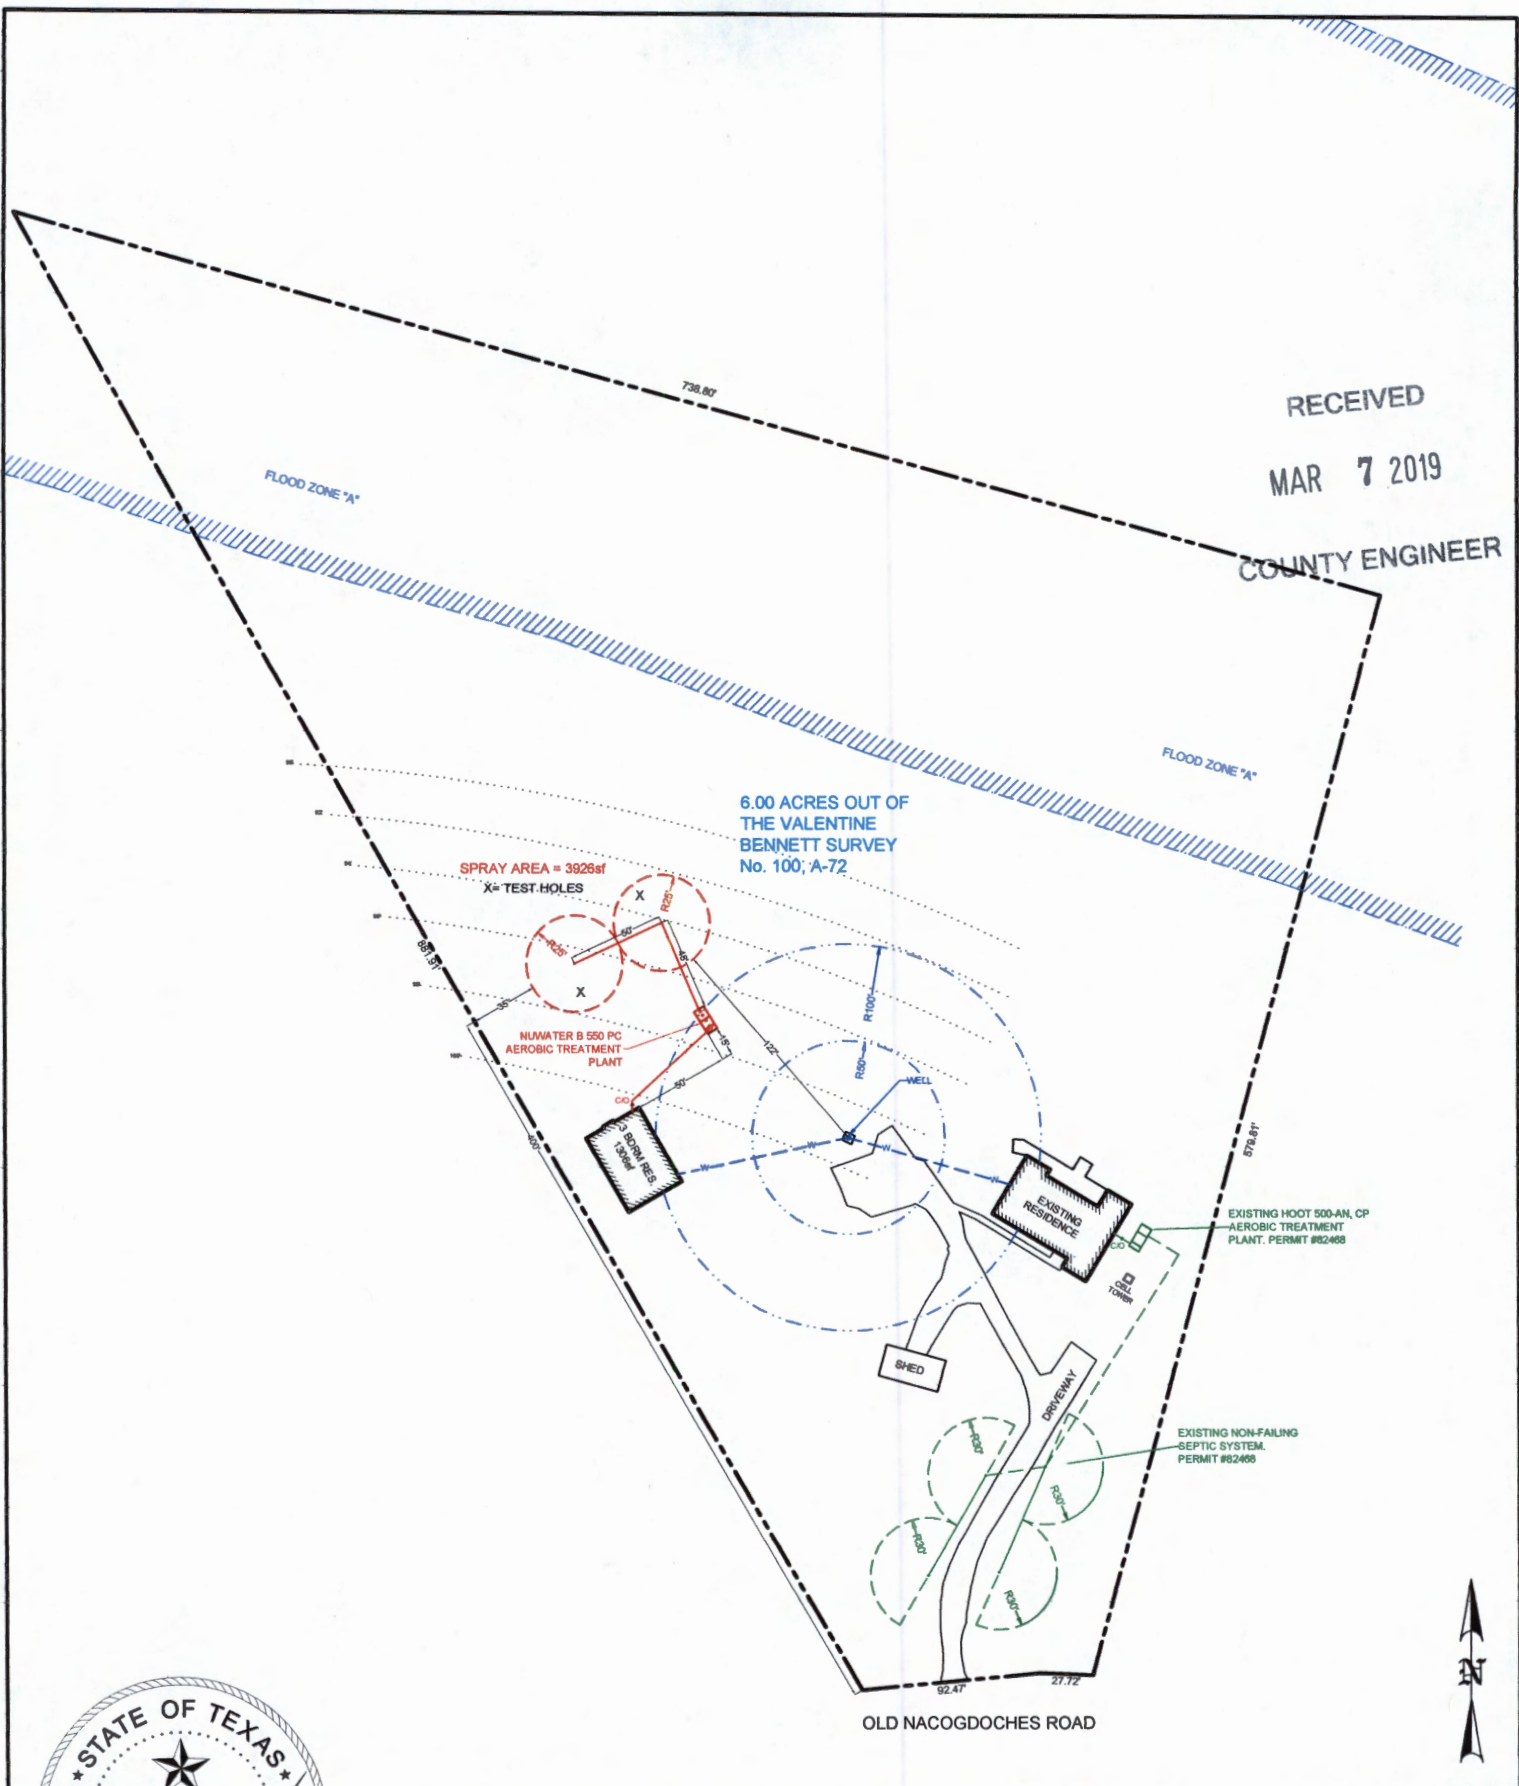 738.80'
RECEIVED
MAR 7 2019
COUNTY ENGINEER
FLOOD ZONE "A"
FLOOD ZONE "A"
6.00 ACRES OUT OF
THE VALENTINE
BENNETT SURVEY
No. 100, A-72
SPRAY AREA = 3926sf
X= TEST HOLES
X
R25'
50'
R25'
X
48'
881.91'
35'
R100'
NUWATER B 550 PC
AEROBIC TREATMENT
PLANT
15'
122'
R50'
50'
WELL
C/O
3 BDRM RES.
1306sf
400'
W
W
W
W
579.81'
EXISTING
RESIDENCE
EXISTING HOOT 500-AN, CP
AEROBIC TREATMENT
PLANT. PERMIT #82468
C/O
CELL
TOWER
SHED
DRIVEWAY
R30'
EXISTING NON-FAILING
SEPTIC SYSTEM.
PERMIT #82468
R30'
R30'
R30'
92.47'
27.72'
OLD NACOGDOCHES ROAD
N
STATE OF TEXAS